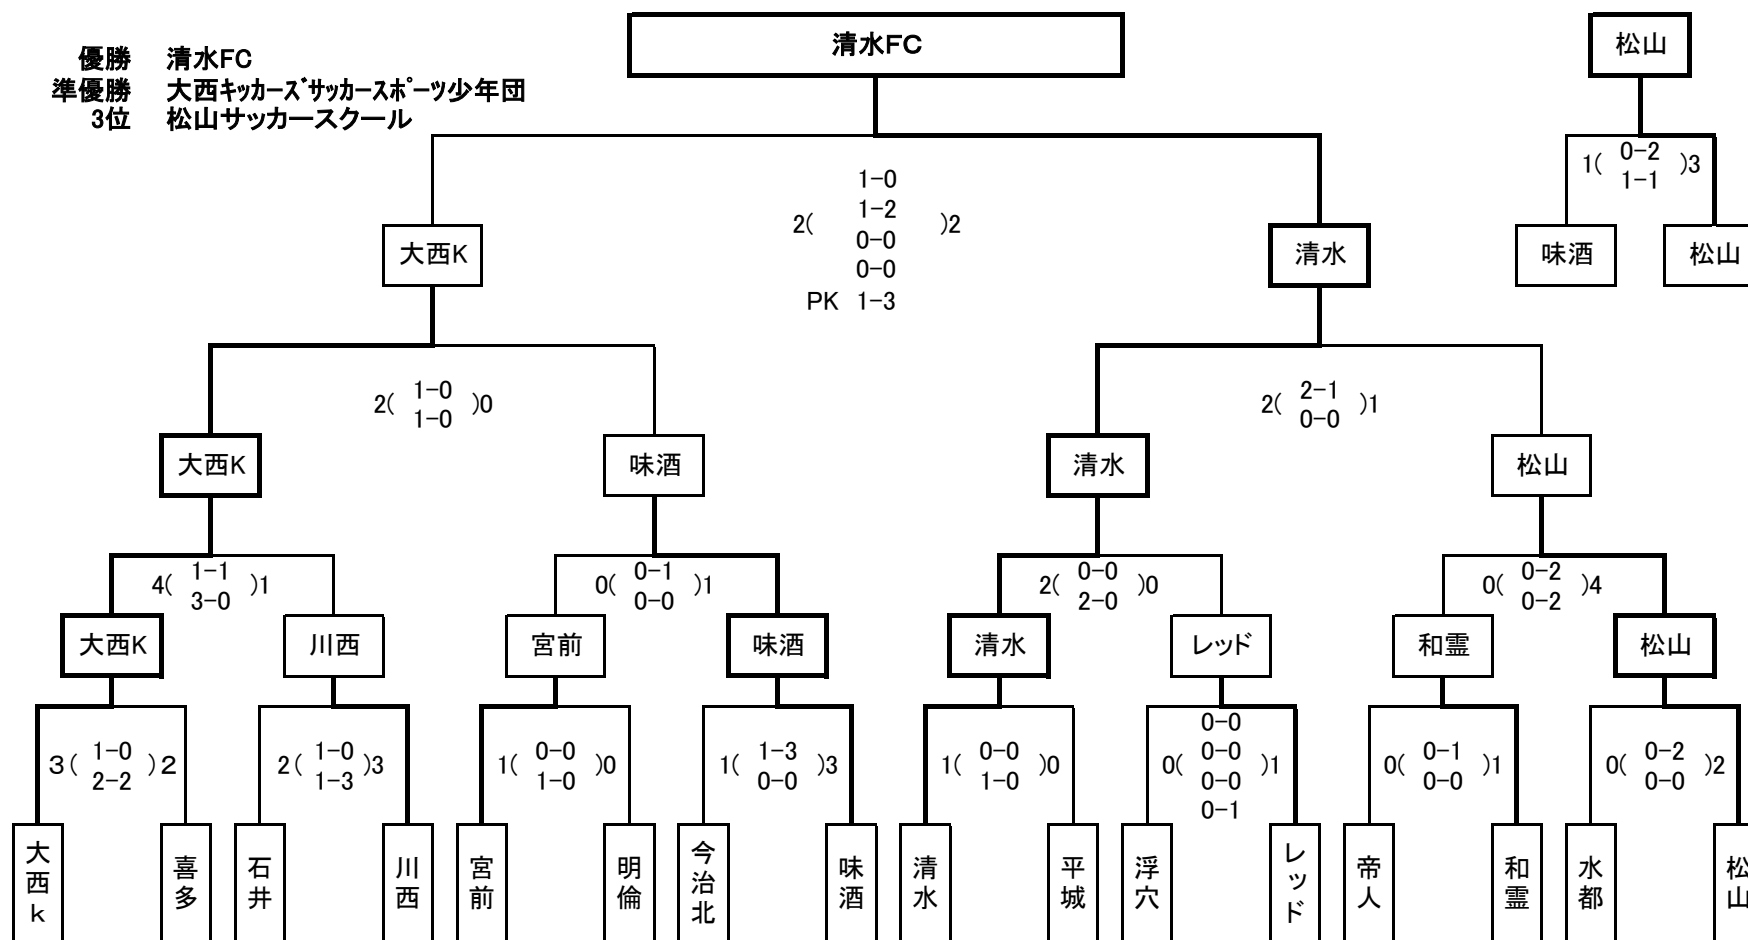 清水FC
松山
優勝 清水FC
準優勝 大西キッカーズサッカースポーツ少年団
3位 松山サッカースクール
0-2
1( )3
1-1
1-0
1-2
2( )2
0-0
0-0
PK 1-3
大西K 清水 味酒 松山
1-0
2( )0
1-0
2-1
2( )1
0-0
大西K 味酒 清水 松山
1-1
4( )1
3-0
0-1
0( )1
0-0
0-0
2( )0
2-0
0-2
0( )4
0-2
大西K 川西 宮前 味酒 清水 レッド 和霊 松山
1-0
3( )2
2-2
1-0
2( )3
1-3
0-0
1( )0
1-0
1-3
1( )3
0-0
0-0
1( )0
1-0
0-0
0-0
0( )1
0-0
0-1
0-1
0( )1
0-0
0-2
0( )2
0-0
大西k
喜多
石井
川西
宮前
明倫
今治北
味酒
清水
平城
浮穴
レッド
帝人
和霊
水都
松山